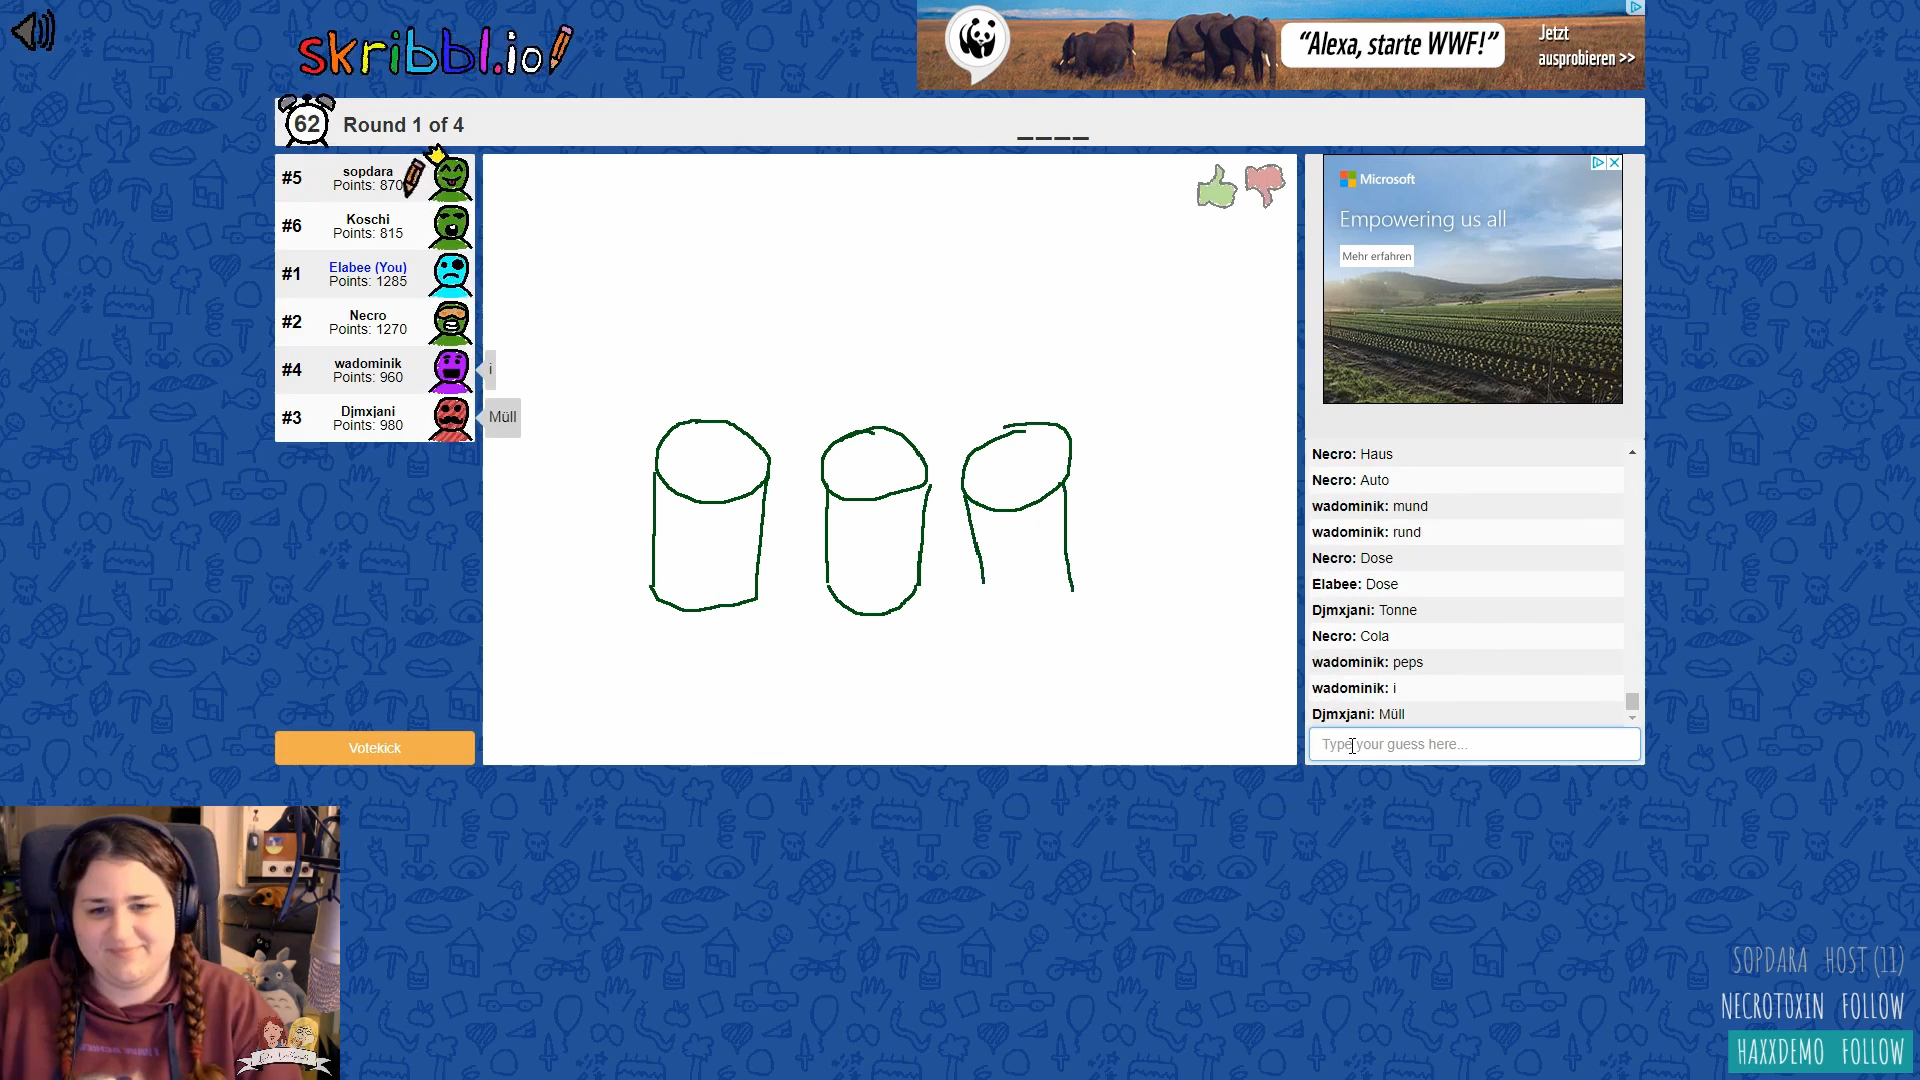 skribbl.io
"Alexa, starte WWF!"
Jetzt
ausprobieren >>
62
Round 1 of 4
____
#5
sopdara
Points: 870
#6
Koschi
Points: 815
#1
Elabee (You)
Points: 1285
#2
Necro
Points: 1270
#4
wadominik
Points: 960
i
#3
Djmxjani
Points: 980
Müll
Votekick
Microsoft
Empowering us all
Mehr erfahren
Necro: Haus
Necro: Auto
wadominik: mund
wadominik: rund
Necro: Dose
Elabee: Dose
Djmxjani: Tonne
Necro: Cola
wadominik: peps
wadominik: i
Djmxjani: Müll
Type your guess here...
SOPDARA HOST (11)
NECROTOXIN FOLLOW
HAXXDEMO FOLLOW